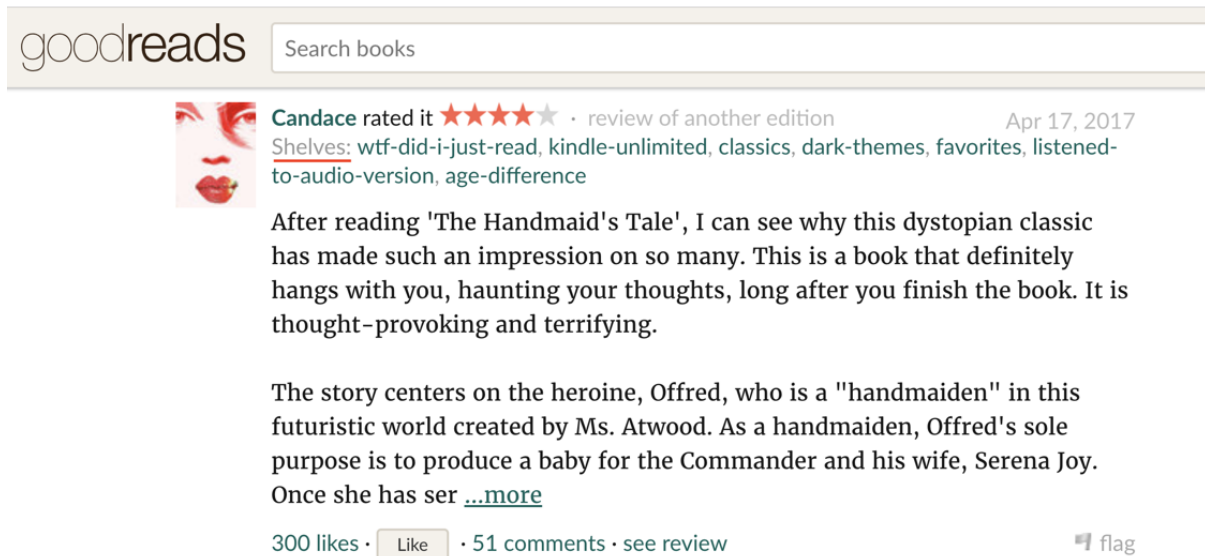 goodreads
Search books
Candace rated it · review of another edition
Apr 17, 2017
Shelves: wtf-did-i-just-read, kindle-unlimited, classics, dark-themes, favorites, listened-
to-audio-version, age-difference
After reading 'The Handmaid's Tale', I can see why this dystopian classic
has made such an impression on so many. This is a book that definitely
hangs with you, haunting your thoughts, long after you finish the book. It is
thought-provoking and terrifying.
The story centers on the heroine, Offred, who is a "handmaiden" in this
futuristic world created by Ms. Atwood. As a handmaiden, Offred's sole
purpose is to produce a baby for the Commander and his wife, Serena Joy.
Once she has ser ...more
300 likes · Like · 51 comments · see review
flag